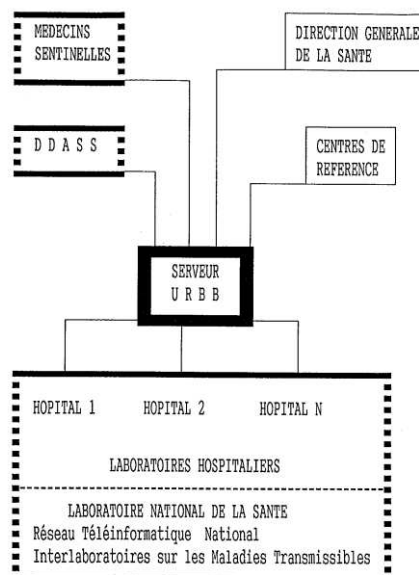 MEDECINS
SENTINELLES
DIRECTION GENERALE
DE LA SANTE
D D A S S
CENTRES DE
REFERENCE
SERVEUR
U R B B
HOPITAL 1 HOPITAL 2 HOPITAL N
LABORATOIRES HOSPITALIERS
LABORATOIRE NATIONAL DE LA SANTE
Réseau Téléinformatique National
Interlaboratoires sur les Maladies Transmissibles